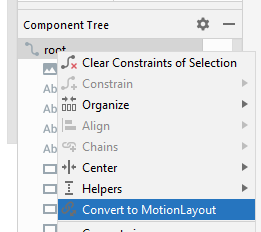 Component Tree
root
Clear Constraints of Selection
Ab
Constrain
Ab
Organize
Ab
Align
Ab
Chains
Center
Helpers
Convert to MotionLayout